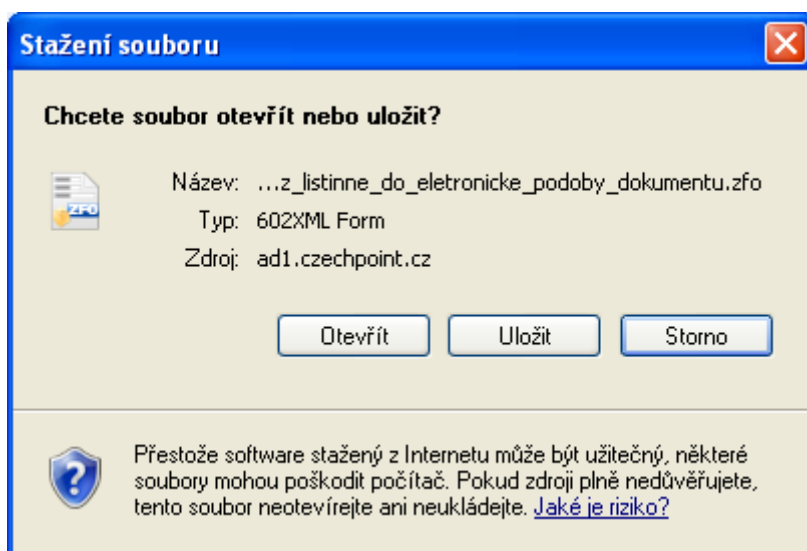 Stažení souboru
Chcete soubor otevřít nebo uložit?
Název: ...z_listinne_do_eletronicke_podoby_dokumentu.zfo
ZFO
Typ: 602XML Form
Zdroj: ad1.czechpoint.cz
Otevřít Uložit Storno
Přestože software stažený z Internetu může být užitečný, některé
soubory mohou poškodit počítač. Pokud zdroji plně nedůvěřujete,
tento soubor neotevírejte ani neukládejte. Jaké je riziko?